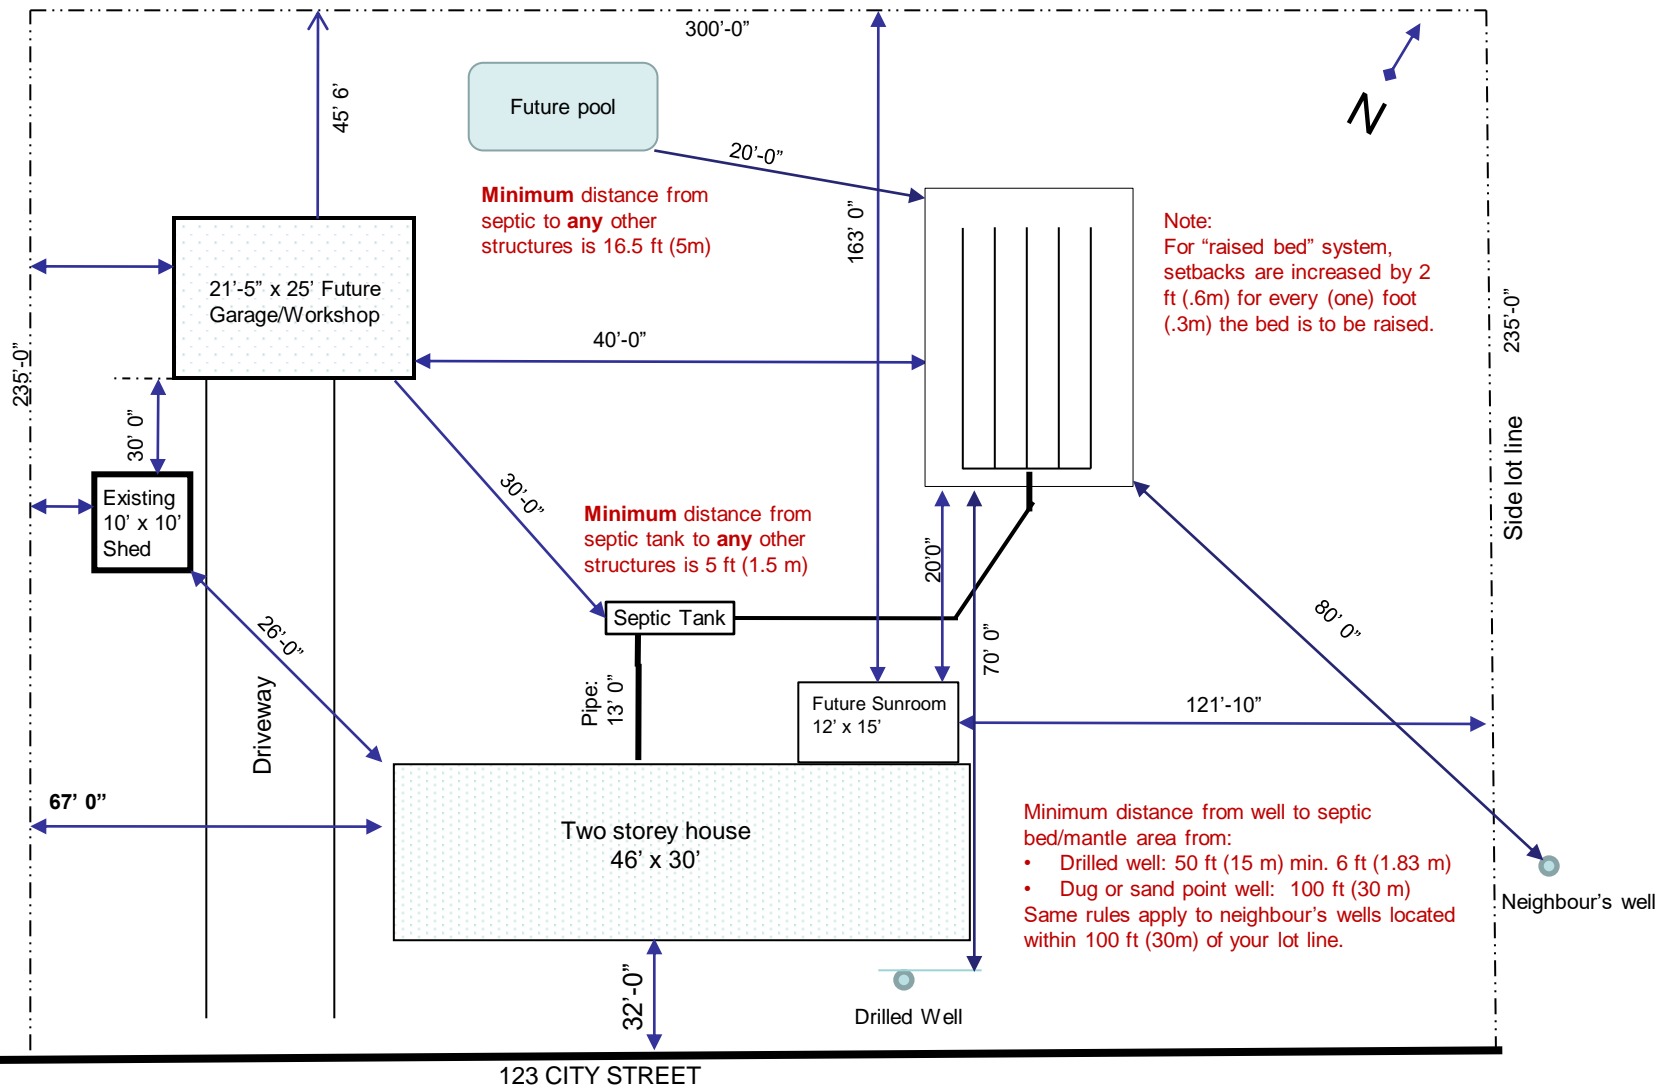 300’-0”
45’ 6’
Future pool
20’-0”
N
Minimum distance from
septic to any other
structures is 16.5 ft (5m)
163’ 0”
Note:
For “raised bed” system,
setbacks are increased by 2
ft (.6m) for every (one) foot
(.3m) the bed is to be raised.
21’-5” x 25’ Future
Garage/Workshop
235’-0”
40’-0”
235’-0”
30’ 0”
Side lot line
Existing
10’ x 10’
Shed
30’-0”
Minimum distance from
septic tank to any other
structures is 5 ft (1.5 m)
20’0”
Septic Tank
26’-0”
80’ 0”
70’ 0”
Pipe:
13’ 0”
Driveway
Future Sunroom
12’ x 15’
121’-10”
67’ 0”
Two storey house
46’ x 30’
Minimum distance from well to septic
bed/mantle area from:
• Drilled well: 50 ft (15 m) min. 6 ft (1.83 m)
• Dug or sand point well: 100 ft (30 m)
Same rules apply to neighbour’s wells located
within 100 ft (30m) of your lot line.
Neighbour’s well
32’-0”
Drilled Well
123 CITY STREET